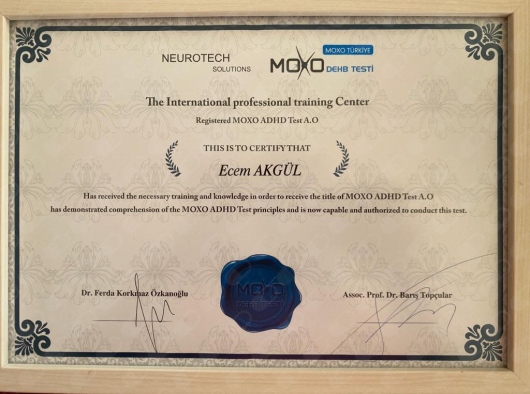 NEUROTECH
SOLUTIONS
MOXO TÜRKİYE
MOXO DEHB TESTİ
The International professional training Center
Registered MOXO ADHD Test A.O
THIS IS TO CERTIFY THAT
Ecem AKGÜL
Has received the necessary training and knowledge in order to receive the title of MOXO ADHD Test A.O
has demonstrated comprehension of the MOXO ADHD Test principles and is now capable and authorized to conduct this test.
Dr. Ferda Korkmaz Özkanoğlu
MOXO
Assoc. Prof. Dr. Barış Topçular